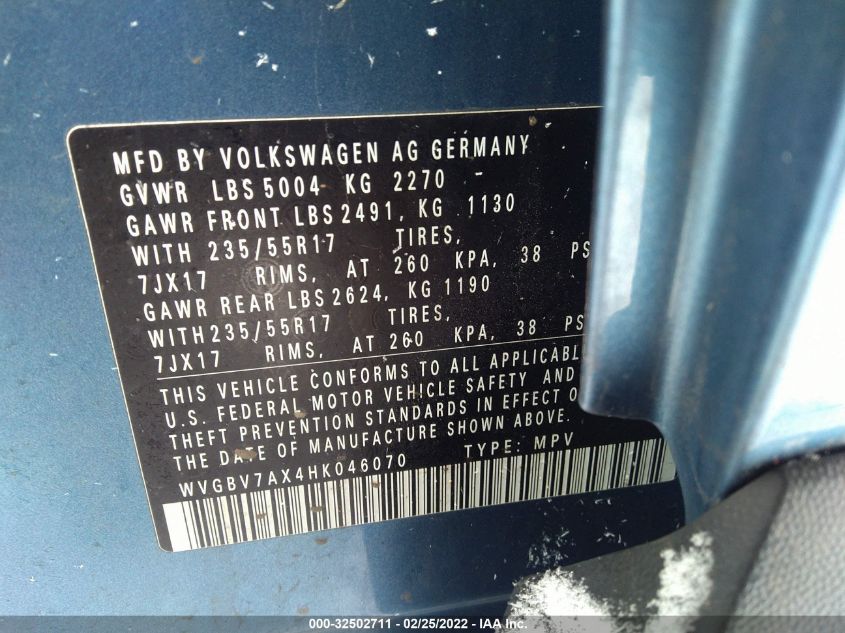 MFD BY VOLKSWAGEN AG GERMANY
GVWR LBS 5004 KG 2270 -
GAWR FRONT LBS 2491, KG 1130
WITH 235/55R17 TIRES,
7JX17 RIMS, AT 260 KPA, 38 PS
GAWR REAR LBS 2624, KG 1190
WITH235/55R17 TIRES,
7JX17 RIMS, AT 260 KPA, 38 PS
THIS VEHICLE CONFORMS TO ALL APPLICABL
U.S. FEDERAL MOTOR VEHICLE SAFETY AND
THEFT PREVENTION STANDARDS IN EFFECT O
THE DATE OF MANUFACTURE SHOWN ABOVE.
WVGBV7AX4HK046070 TYPE: MPV
000-32502711 - 02/25/2022 - IAA Inc.